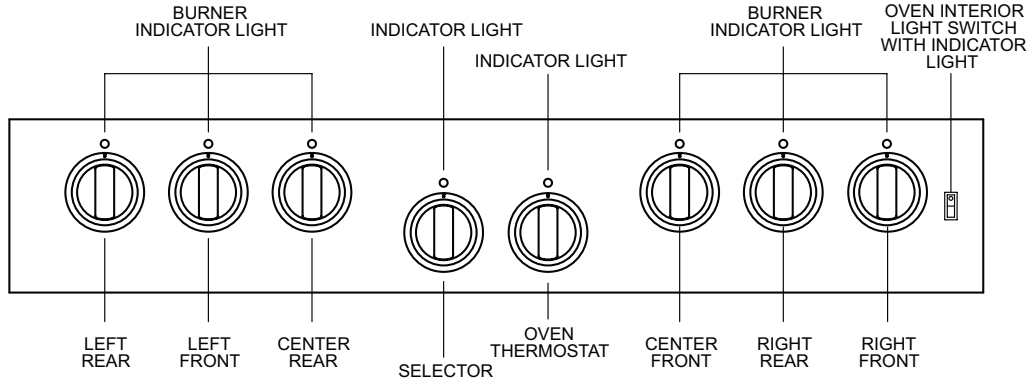 BURNER
INDICATOR LIGHT
INDICATOR LIGHT
INDICATOR LIGHT
BURNER
INDICATOR LIGHT
OVEN INTERIOR
LIGHT SWITCH
WITH INDICATOR
LIGHT
LEFT
REAR
LEFT
FRONT
CENTER
REAR
SELECTOR
OVEN
THERMOSTAT
CENTER
FRONT
RIGHT
REAR
RIGHT
FRONT